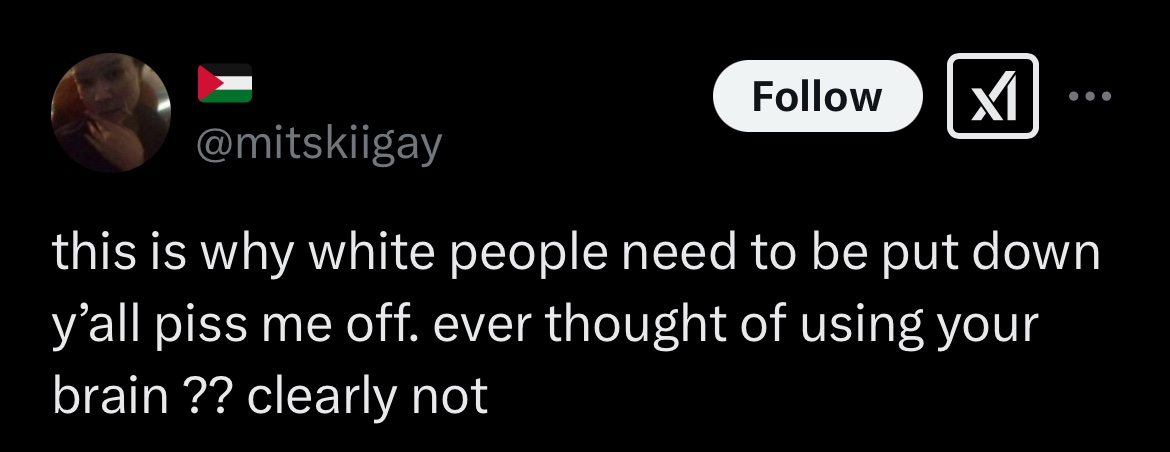 Follow
@mitskiigay
this is why white people need to be put down
y’all piss me off. ever thought of using your
brain ?? clearly not